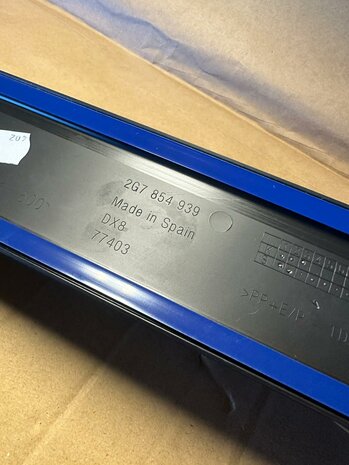 207
2G7 854 939
Made in Spain
DX8
77403
>PP+E/P